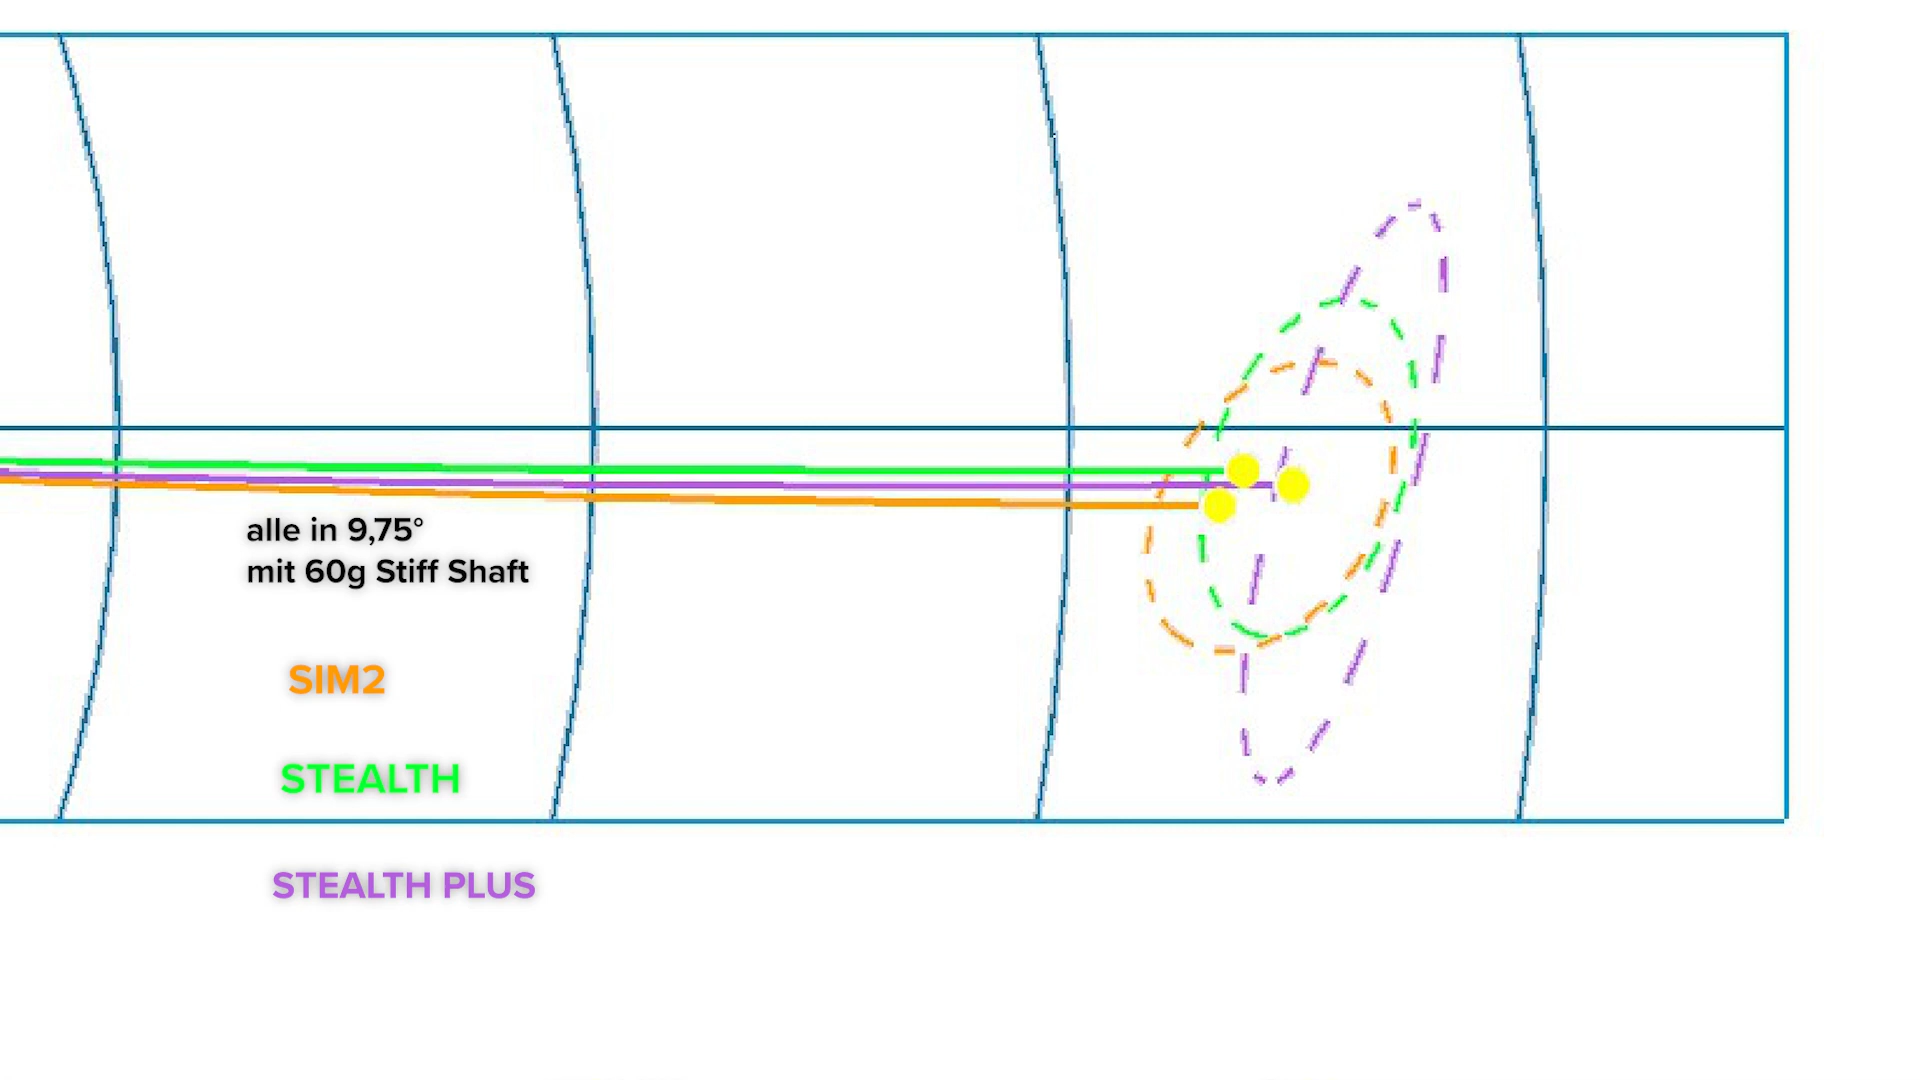 alle in 9,75°
mit 60g Stiff Shaft
SIM2
STEALTH
STEALTH PLUS